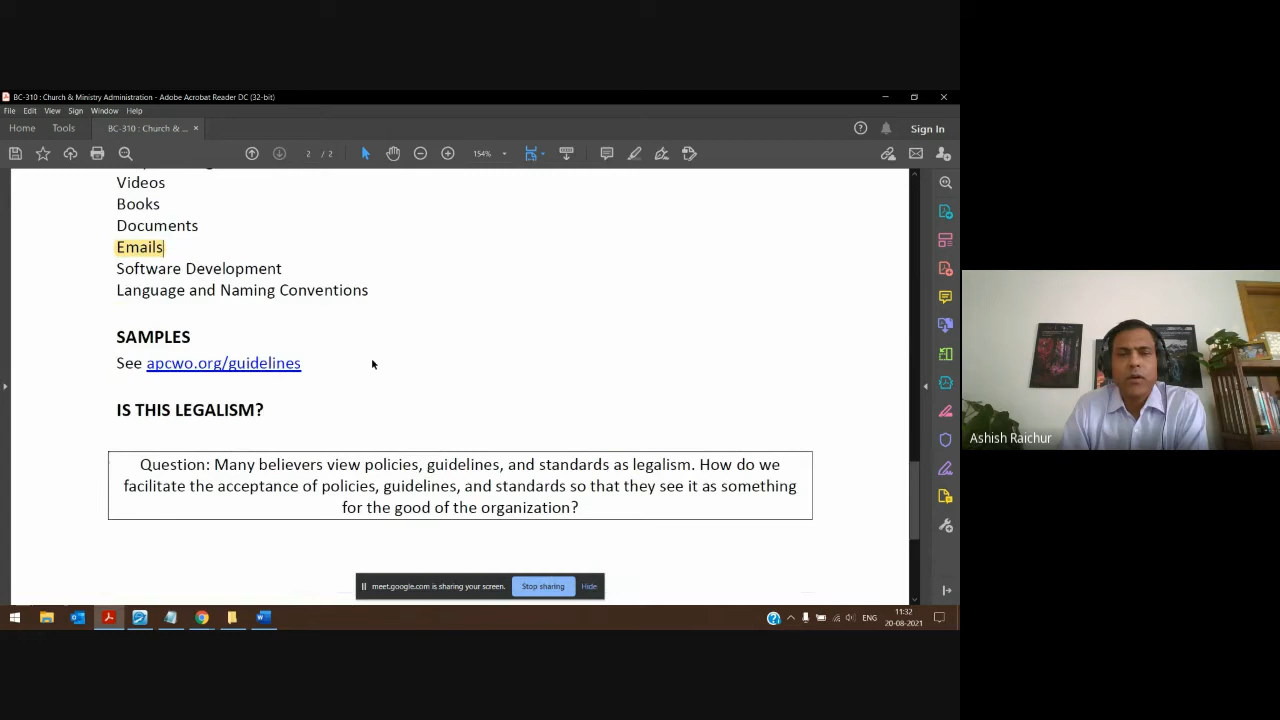 BC-310 : Church & Ministry Administration - Adobe Acrobat Reader DC (32-bit)
File Edit View Sign Window Help
Home Tools BC-310 : Church & ... × Sign In
2 / 2 154%
Videos
Books
Documents
Emails
Software Development
Language and Naming Conventions
SAMPLES
See apcwo.org/guidelines
IS THIS LEGALISM?
Question: Many believers view policies, guidelines, and standards as legalism. How do we
facilitate the acceptance of policies, guidelines, and standards so that they see it as something
for the good of the organization?
meet.google.com is sharing your screen. Stop sharing Hide
ENG 11:32
20-08-2021
Ashish Raichur